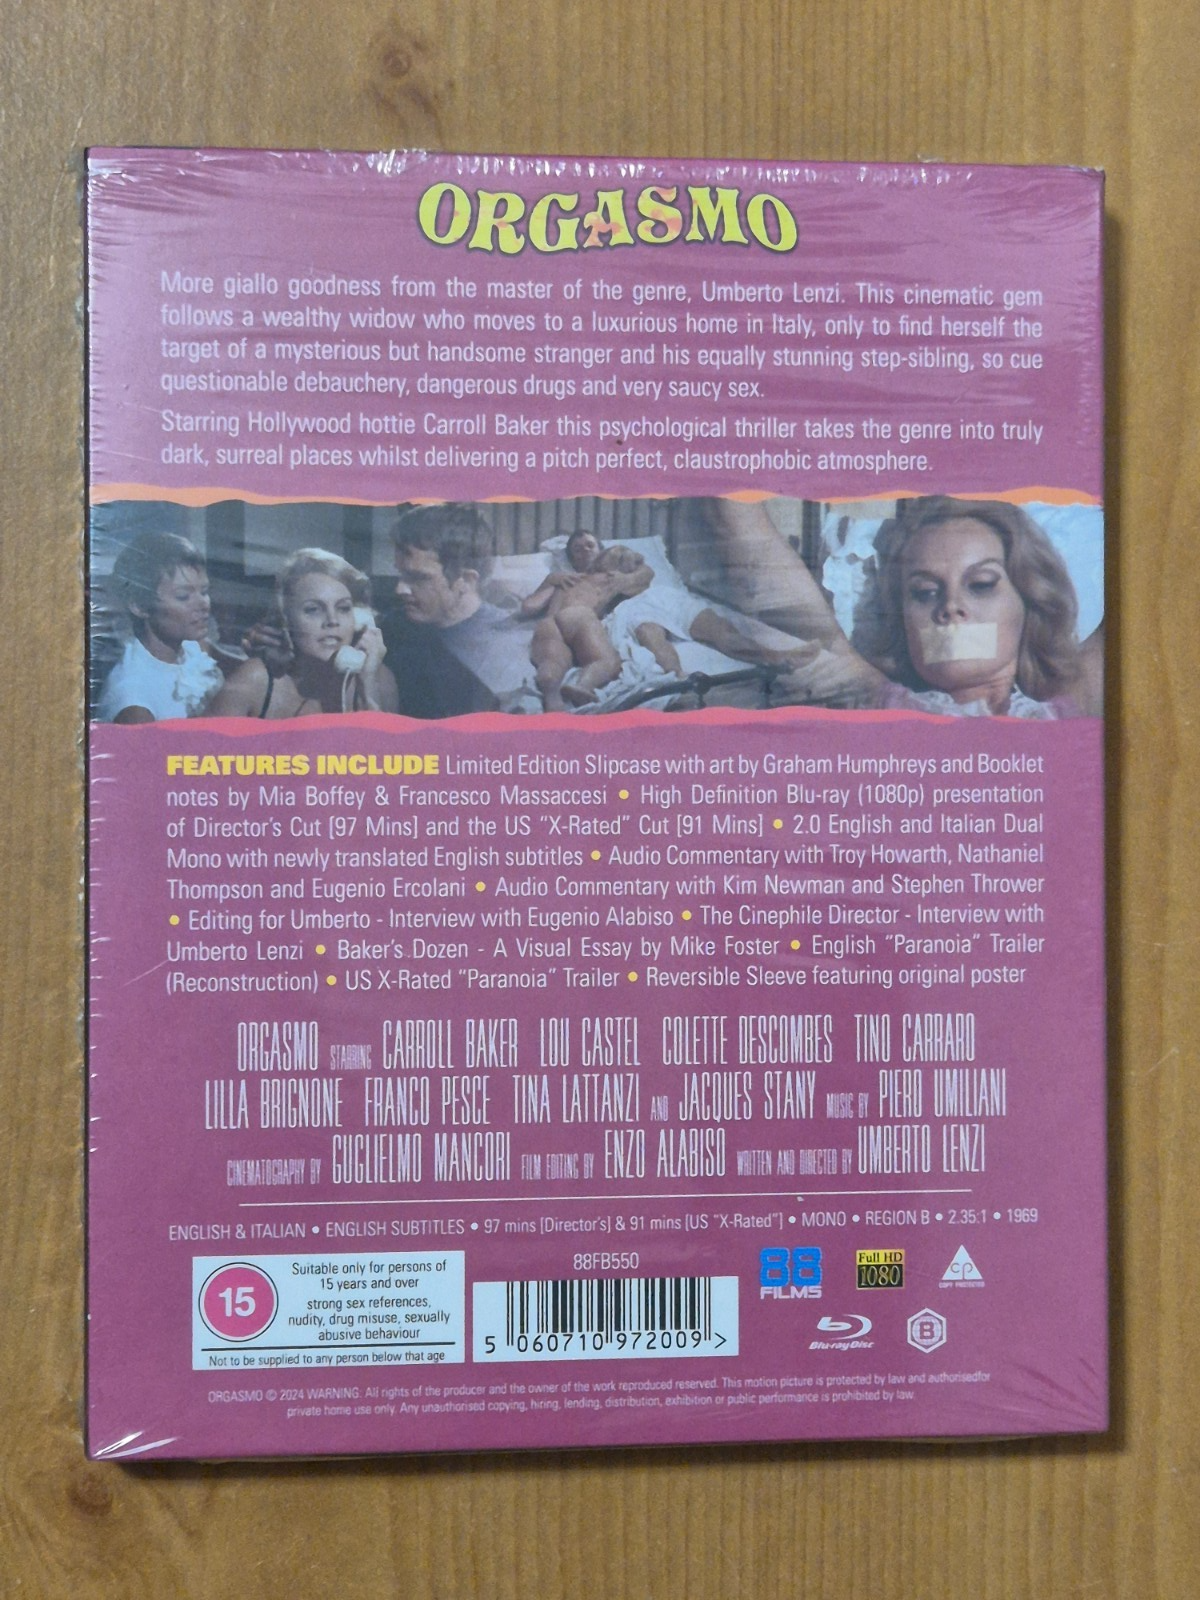 ORGASMO
More giallo goodness from the master of the genre, Umberto Lenzi. This cinematic gem
follows a wealthy widow who moves to a luxurious home in Italy, only to find herself the
target of a mysterious but handsome stranger and his equally stunning step-sibling, so cue
questionable debauchery, dangerous drugs and very saucy sex.
Starring Hollywood hottie Carroll Baker this psychological thriller takes the genre into truly
dark, surreal places whilst delivering a pitch perfect, claustrophobic atmosphere.
FEATURES INCLUDE Limited Edition Slipcase with art by Graham Humphreys and Booklet
notes by Mia Boffey & Francesco Massaccesi • High Definition Blu-ray (1080p) presentation
of Director's Cut [97 Mins] and the US "X-Rated" Cut [91 Mins] • 2.0 English and Italian Dual
Mono with newly translated English subtitles • Audio Commentary with Troy Howarth, Nathaniel
Thompson and Eugenio Ercolani • Audio Commentary with Kim Newman and Stephen Thrower
• Editing for Umberto - Interview with Eugenio Alabiso • The Cinephile Director - Interview with
Umberto Lenzi • Baker's Dozen - A Visual Essay by Mike Foster • English "Paranoia" Trailer
(Reconstruction) • US X-Rated "Paranoia" Trailer • Reversible Sleeve featuring original poster
ORGASMO STARRING CARROLL BAKER LOU CASTEL COLETTE DESCOMBES TINO CARRARO
LILLA BRIGNONE FRANCO PESCE TINA LATTANZI AND JACQUES STANY MUSIC BY PIERO UMILIANI
CINEMATOGRAPHY BY GUGLIELMO MANCORI FILM EDITING BY ENZO ALABISO WRITTEN AND DIRECTED BY UMBERTO LENZI
ENGLISH & ITALIAN • ENGLISH SUBTITLES • 97 mins [Director's] & 91 mins [US "X-Rated"] • MONO • REGION B • 2.35:1 • 1969
15
Suitable only for persons of
15 years and over
strong sex references,
nudity, drug misuse, sexually
abusive behaviour
Not to be supplied to any person below that age
88FB550
5 060710 972009 >
88
FILMS
Full HD
1080
CP
COPY PROTECTED
Blu-ray Disc
B
ORGASMO © 2024 WARNING: All rights of the producer and the owner of the work reproduced reserved. This motion picture is protected by law and authorisedfor
private home use only. Any unauthorised copying, hiring, lending, distribution, exhibition or public performance is prohibited by law.